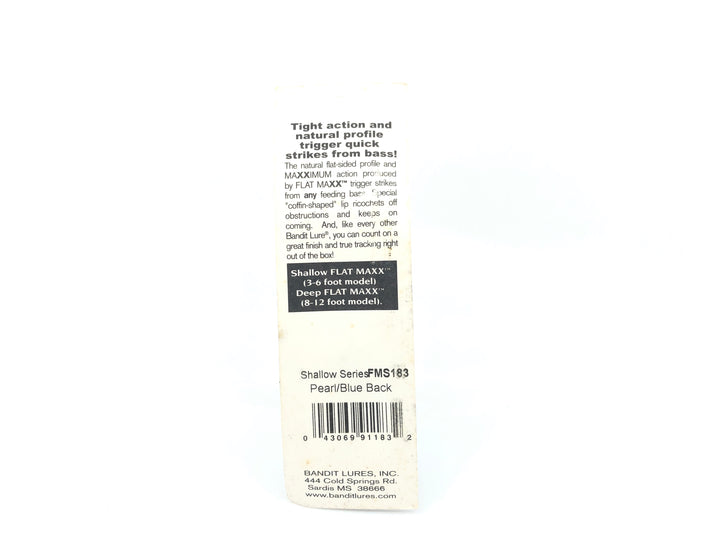 Tight action and
natural profile
trigger quick
strikes from bass!
The natural flat-sided profile and
MAXXIMUM action produced
by FLAT MAXX™ trigger strikes
from any feeding bass. Special
"coffin-shaped" lip ricochets off
obstructions and keeps on
coming. And, like every other
Bandit Lure®, you can count on a
great finish and true tracking right
out of the box!
Shallow FLAT MAXX™
(3-6 foot model)
Deep FLAT MAXX™
(8-12 foot model).
Shallow Series FMS183
Pearl/Blue Back
0 43069 91183 2
BANDIT LURES, INC.
444 Cold Springs Rd.
Sardis MS 38666
www.banditlures.com